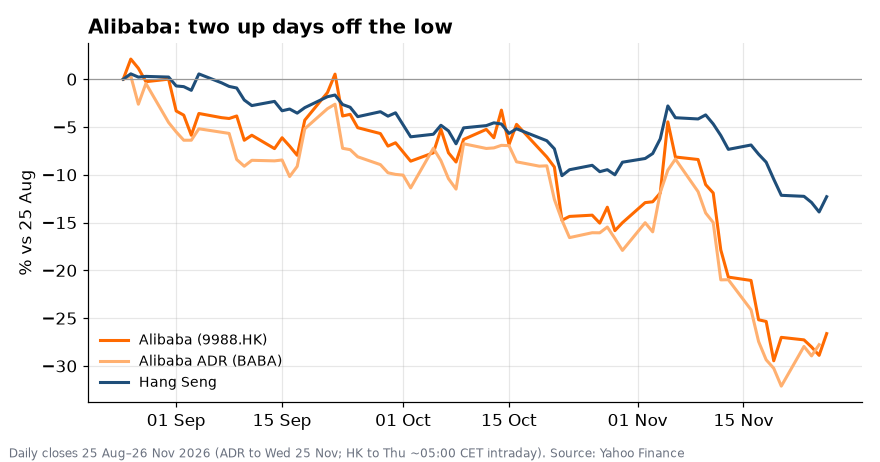 Alibaba: two up days off the low
% vs 25 Aug
0
−5
−10
−15
−20
−25
−30
Alibaba (9988.HK)
Alibaba ADR (BABA)
Hang Seng
01 Sep
15 Sep
01 Oct
15 Oct
01 Nov
15 Nov
Daily closes 25 Aug–26 Nov 2026 (ADR to Wed 25 Nov; HK to Thu ~05:00 CET intraday). Source: Yahoo Finance